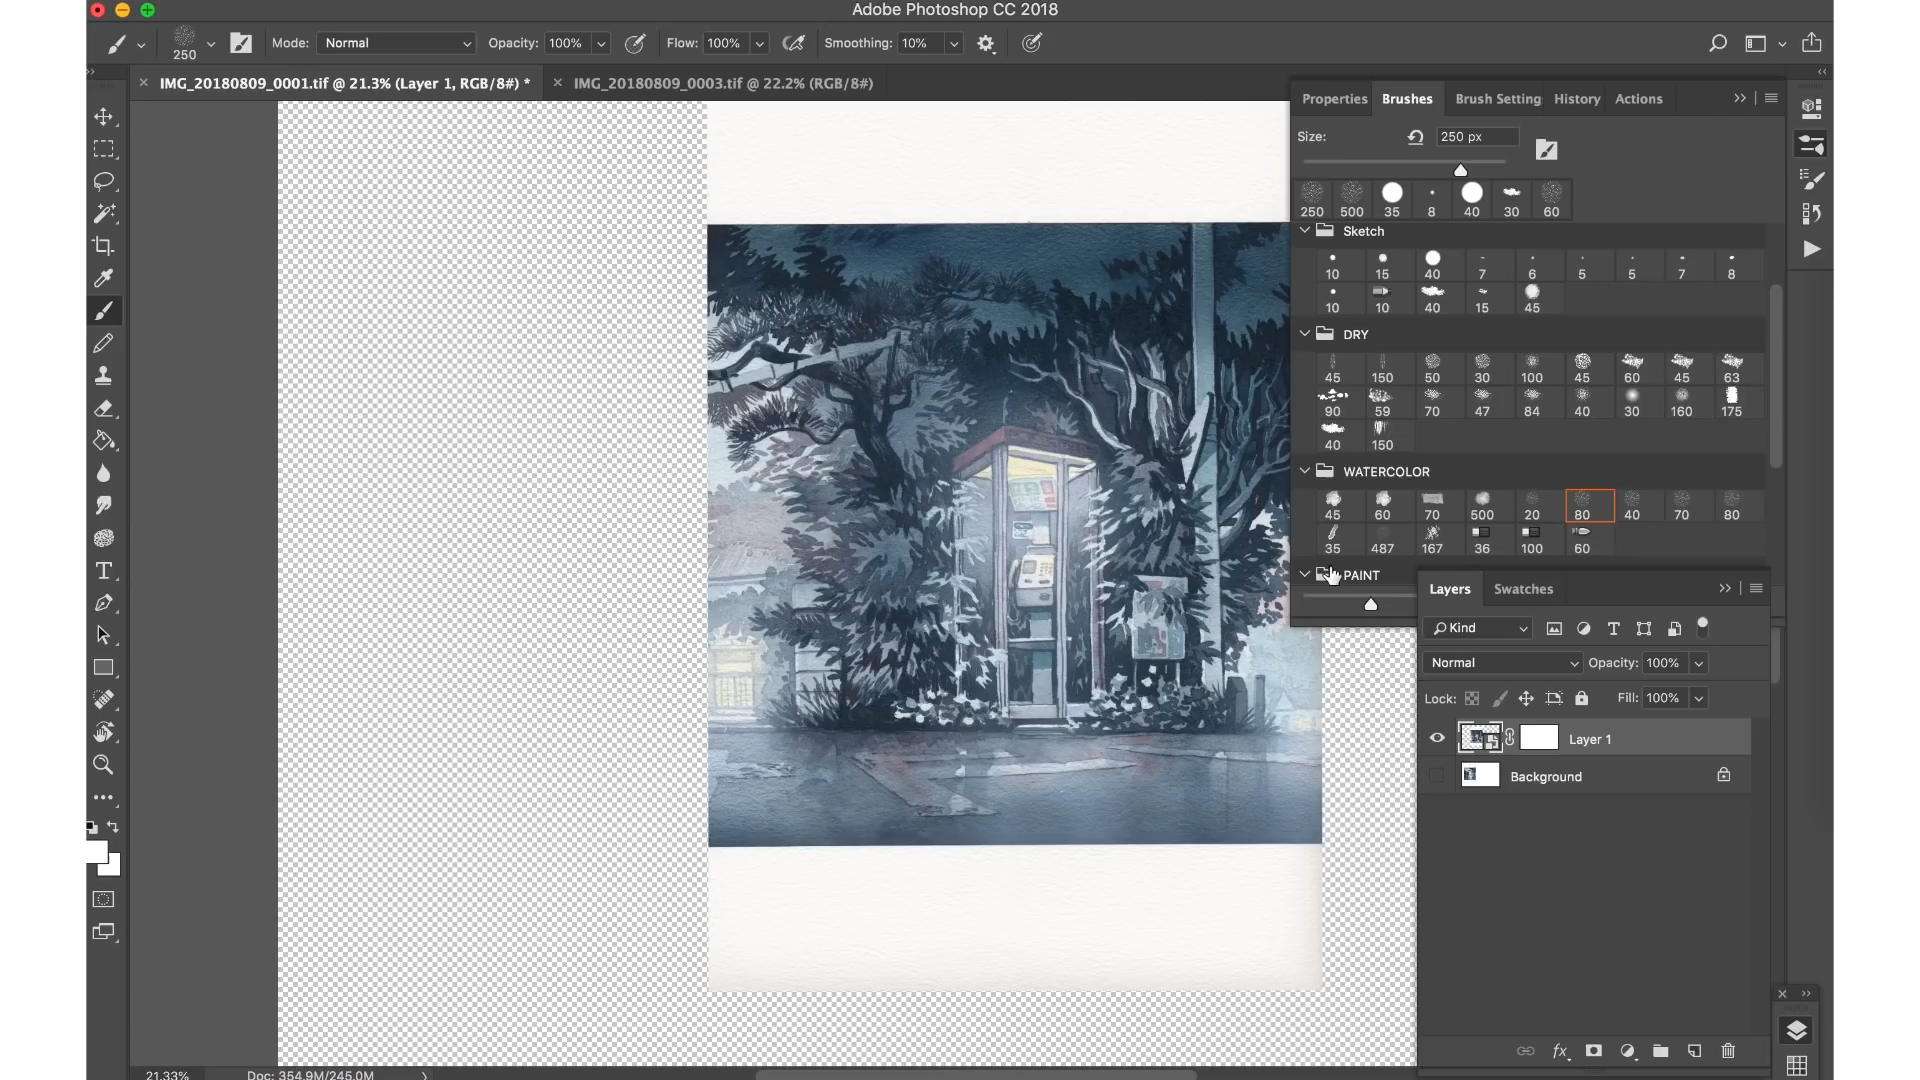 Adobe Photoshop CC 2018
250
Mode: Normal Opacity: 100% Flow: 100% Smoothing: 10%
IMG_20180809_0001.tif @ 21.3% (Layer 1, RGB/8#) *
IMG_20180809_0003.tif @ 22.2% (RGB/8#)
Properties Brushes Brush Setting History Actions
Size: 250 px
250 500 35 8 40 30 60
Sketch
10 15 40 7 6 5 5 7 8
10 10 40 15 45
DRY
45 150 50 30 100 45 60 45 63
90 59 70 47 84 40 30 160 175
40 150
WATERCOLOR
45 60 70 500 20 80 40 70 80
35 487 167 36 100 60
PAINT
Layers Swatches
Kind
Normal Opacity: 100%
Lock: Fill: 100%
Layer 1
Background
21.33% Doc: 354.9M/245.0M